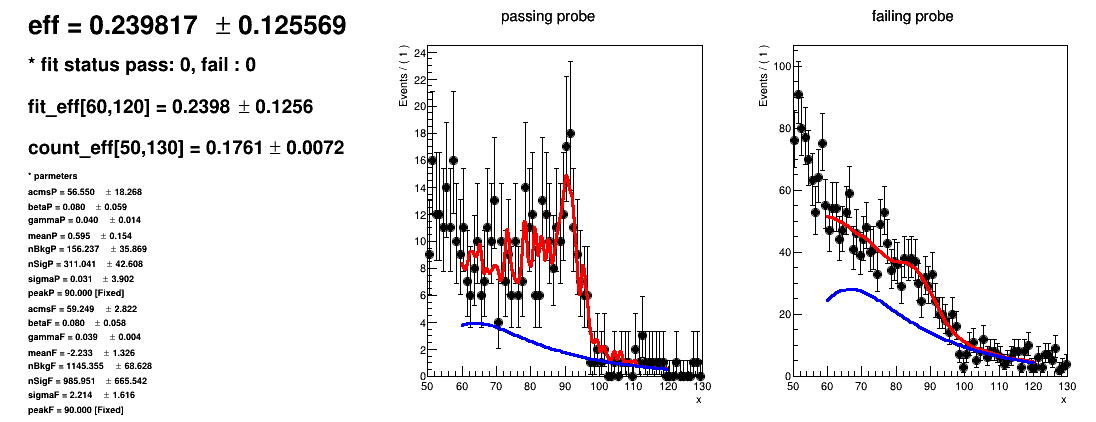 eff = 0.239817 ± 0.125569
* fit status pass: 0, fail : 0
fit_eff[60,120] = 0.2398 ± 0.1256
count_eff[50,130] = 0.1761 ± 0.0072
* parmeters
acmsP = 56.550 ± 18.268
betaP = 0.080 ± 0.059
gammaP = 0.040 ± 0.014
meanP = 0.595 ± 0.154
nBkgP = 156.237 ± 35.869
nSigP = 311.041 ± 42.608
sigmaP = 0.031 ± 3.902
peakP = 90.000 [Fixed]
acmsF = 59.249 ± 2.822
betaF = 0.080 ± 0.058
gammaF = 0.039 ± 0.004
meanF = -2.233 ± 1.326
nBkgF = 1145.355 ± 68.628
nSigF = 985.951 ± 665.542
sigmaF = 2.214 ± 1.616
peakF = 90.000 [Fixed]
passing probe
Events / ( 1 )
24
22
20
18
16
14
12
10
8
6
4
2
0
50 60 70 80 90 100 110 120 130
x
failing probe
Events / ( 1 )
100
80
60
40
20
0
50 60 70 80 90 100 110 120 130
x